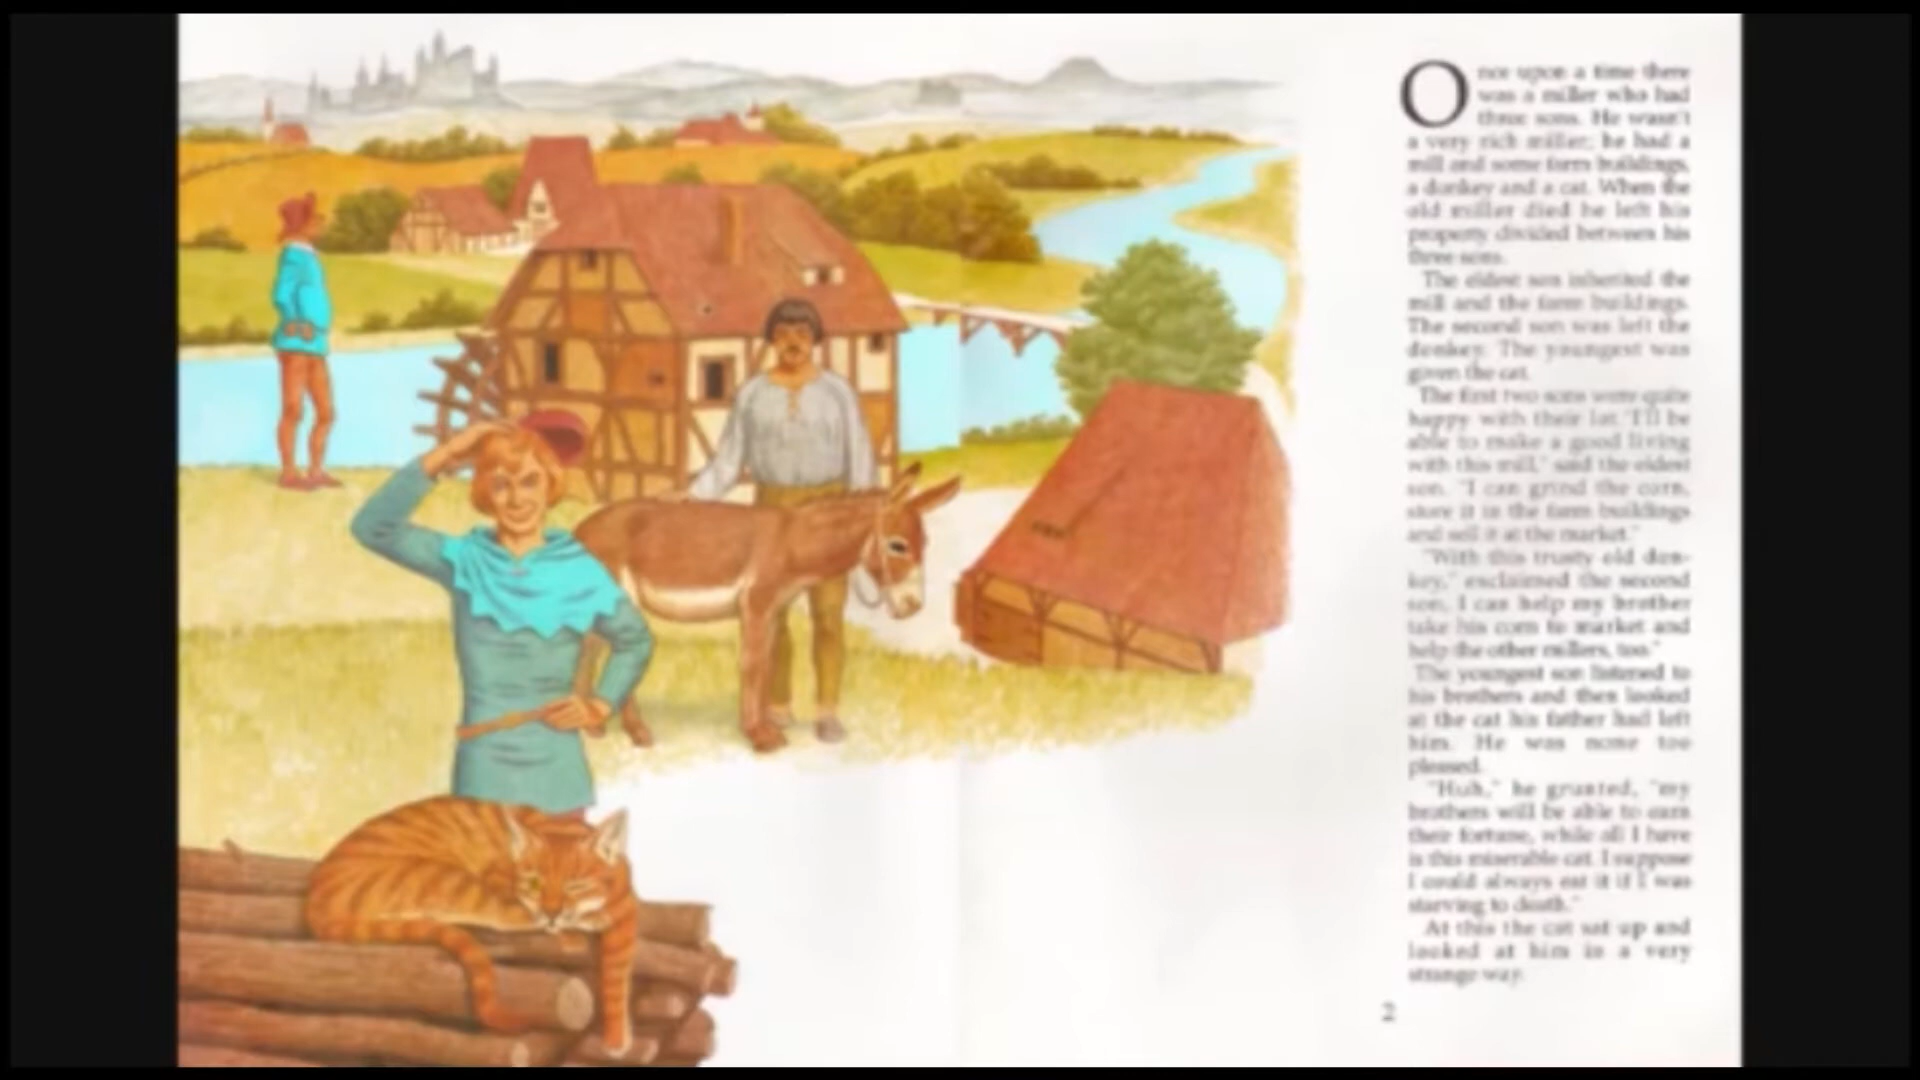 Once upon a time there
was a miller who had
three sons. He wasn't
a very rich miller; he had a
mill and some farm buildings,
a donkey and a cat. When the
old miller died he left his
property divided between his
three sons.
The eldest son inherited the
mill and the farm buildings.
The second son was left the
donkey. The youngest was
given the cat.
The first two sons were quite
happy with their lot. "I'll be
able to make a good living
with this mill," said the eldest
son. "I can grind the corn,
store it in the farm buildings
and sell it at the market."
"With this trusty old don-
key," exclaimed the second
son, I can help my brother
take his corn to market and
help the other millers, too."
The youngest son listened to
his brothers and then looked
at the cat his father had left
him. He was none too
pleased.
"Huh," he grunted, "my
brothers will be able to earn
their fortune, while all I have
is this miserable cat. I suppose
I could always eat it if I was
starving to death."
At this the cat sat up and
looked at him in a very
strange way.
2